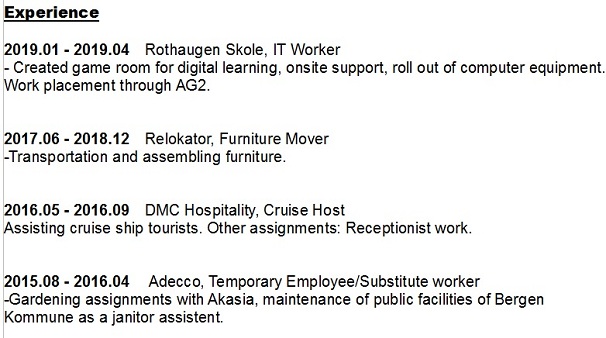 Experience
2019.01 - 2019.04 Rothaugen Skole, IT Worker
- Created game room for digital learning, onsite support, roll out of computer equipment.
Work placement through AG2.
2017.06 - 2018.12 Relokator, Furniture Mover
-Transportation and assembling furniture.
2016.05 - 2016.09 DMC Hospitality, Cruise Host
Assisting cruise ship tourists. Other assignments: Receptionist work.
2015.08 - 2016.04 Adecco, Temporary Employee/Substitute worker
-Gardening assignments with Akasia, maintenance of public facilities of Bergen
Kommune as a janitor assistent.